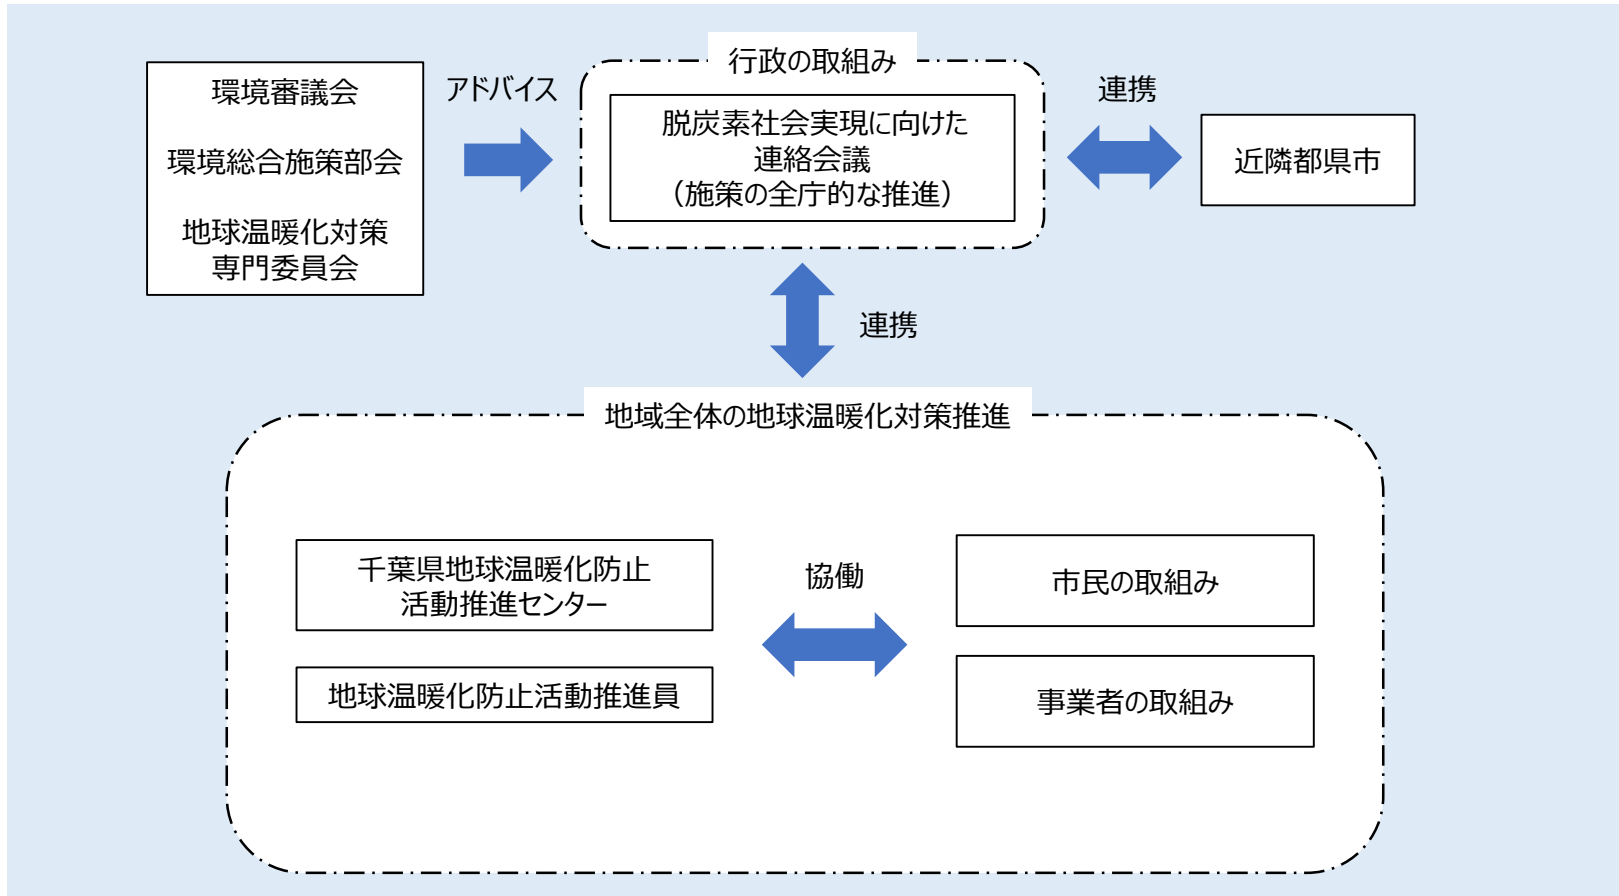 環境審議会
環境総合施策部会
地球温暖化対策
専門委員会
アドバイス
行政の取組み
脱炭素社会実現に向けた
連絡会議
（施策の全庁的な推進）
連携
近隣都県市
連携
地域全体の地球温暖化対策推進
千葉県地球温暖化防止
活動推進センター
地球温暖化防止活動推進員
協働
市民の取組み
事業者の取組み